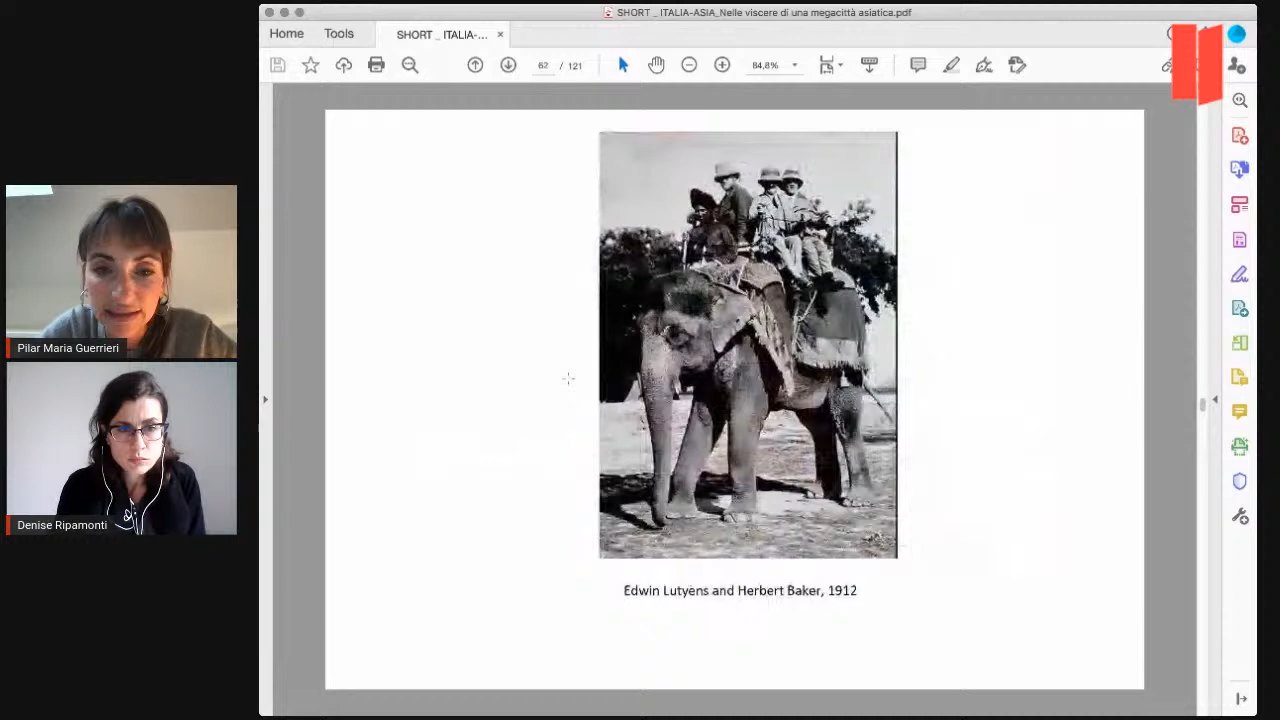 SHORT _ ITALIA-ASIA_Nelle viscere di una megacittà asiatica.pdf
Home
Tools
SHORT _ ITALIA-...
62 / 121
84,8%
Pilar Maria Guerrieri
Denise Ripamonti
Edwin Lutyens and Herbert Baker, 1912